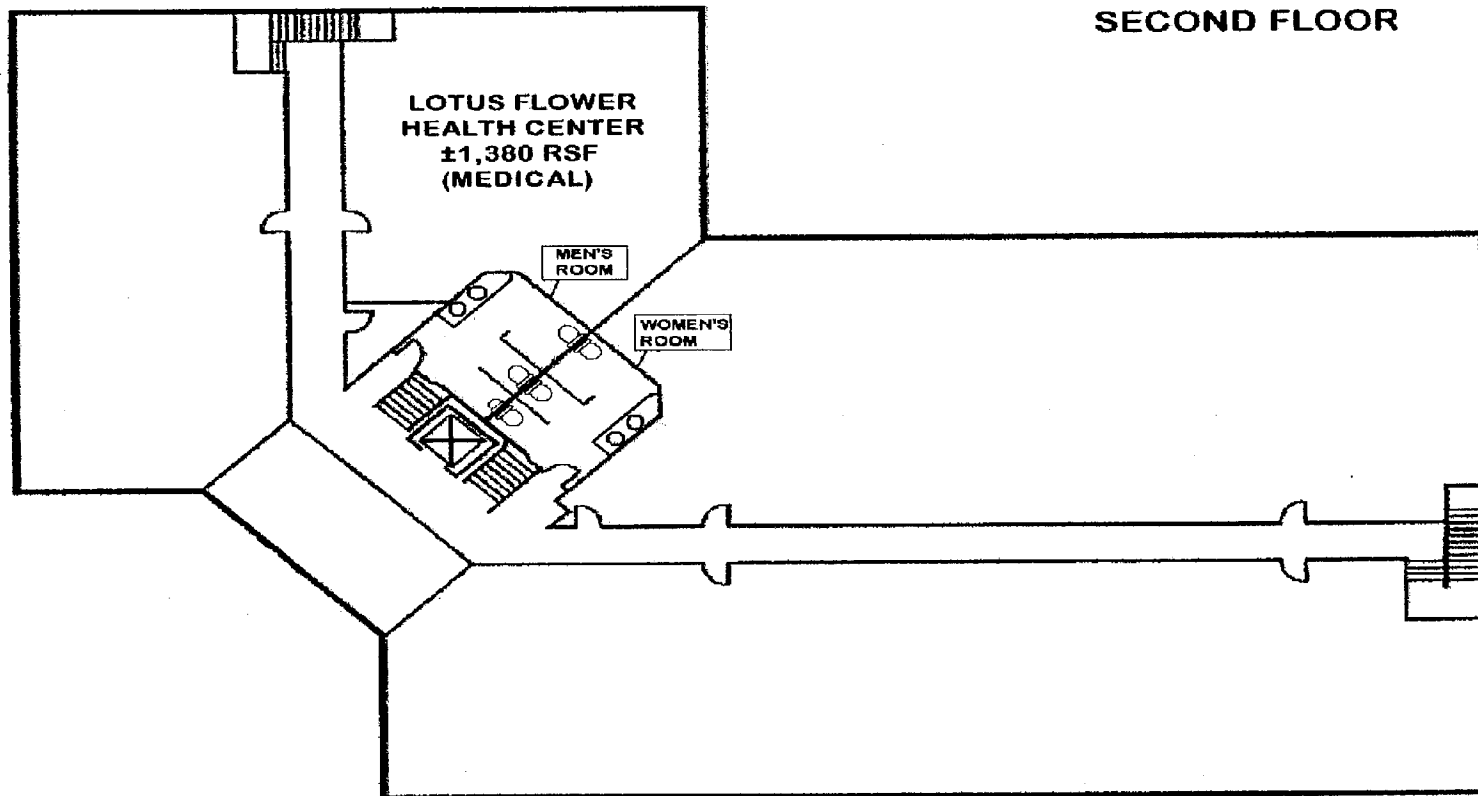 SECOND FLOOR
LOTUS FLOWER
HEALTH CENTER
±1,380 RSF
(MEDICAL)
MEN'S
ROOM
WOMEN'S
ROOM